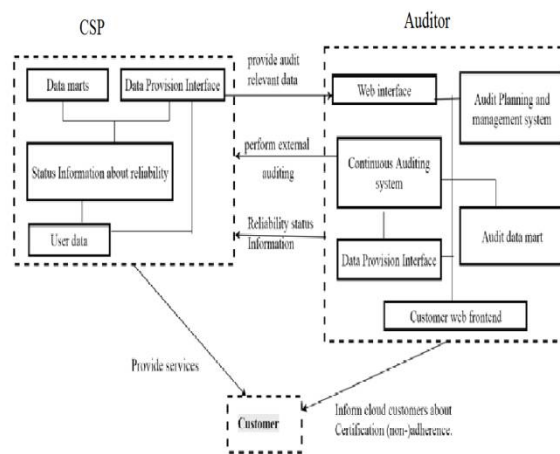 CSP
Auditor
Data marts
Data Provision Interface
provide audit
relevant data
Web interface
Audit Planning and
management system
Status Information about reliability
perform external
auditing
Continuous Auditing
system
User data
Reliability status
Information
Data Provision Interface
Audit data mart
Customer web frontend
Provide services
Customer
Inform cloud customers about
Certification (non-)adherence.